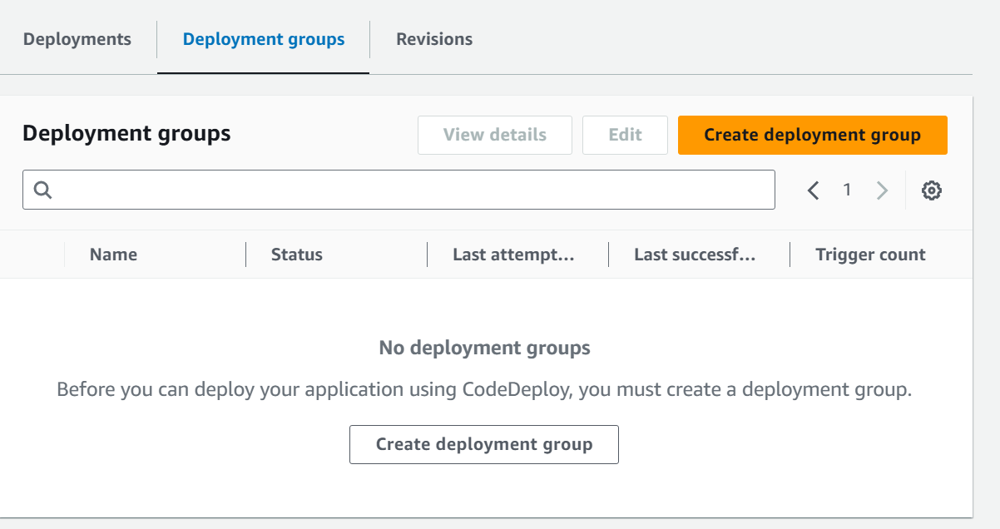 Deployments Deployment groups Revisions
Deployment groups View details Edit Create deployment group
1
Name Status Last attempt... Last successf... Trigger count
No deployment groups
Before you can deploy your application using CodeDeploy, you must create a deployment group.
Create deployment group